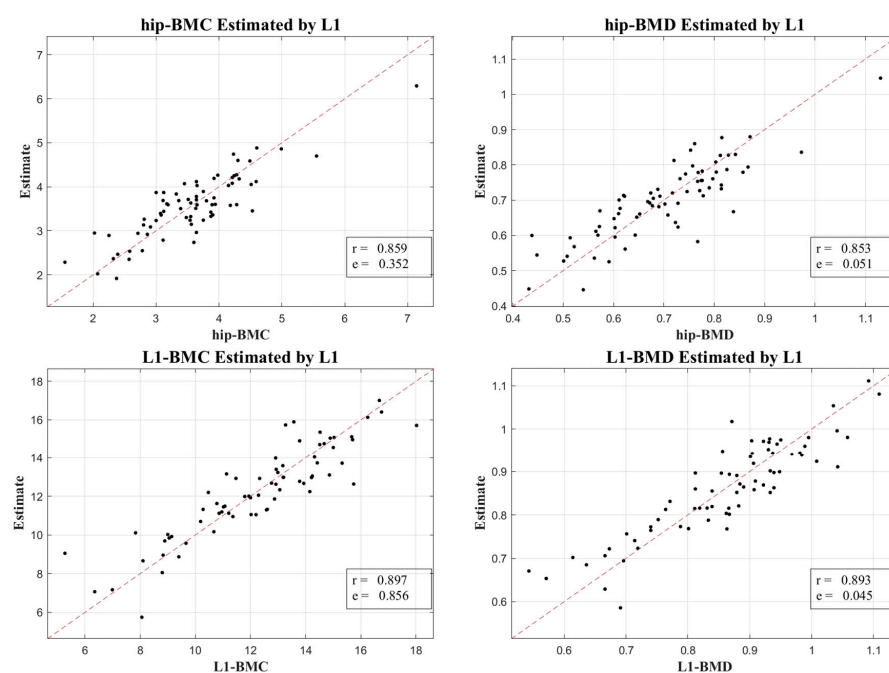 hip-BMC Estimated by L1
7
6
5
4
3
2
Estimate
r = 0.859
e = 0.352
2 3 4 5 6 7
hip-BMC
hip-BMD Estimated by L1
1.1
1
0.9
0.8
0.7
0.6
0.5
0.4
Estimate
r = 0.853
e = 0.051
0.4 0.5 0.6 0.7 0.8 0.9 1 1.1
hip-BMD
L1-BMC Estimated by L1
18
16
14
12
10
8
6
Estimate
r = 0.897
e = 0.856
6 8 10 12 14 16 18
L1-BMC
L1-BMD Estimated by L1
1.1
1
0.9
0.8
0.7
0.6
Estimate
r = 0.893
e = 0.045
0.6 0.7 0.8 0.9 1 1.1
L1-BMD